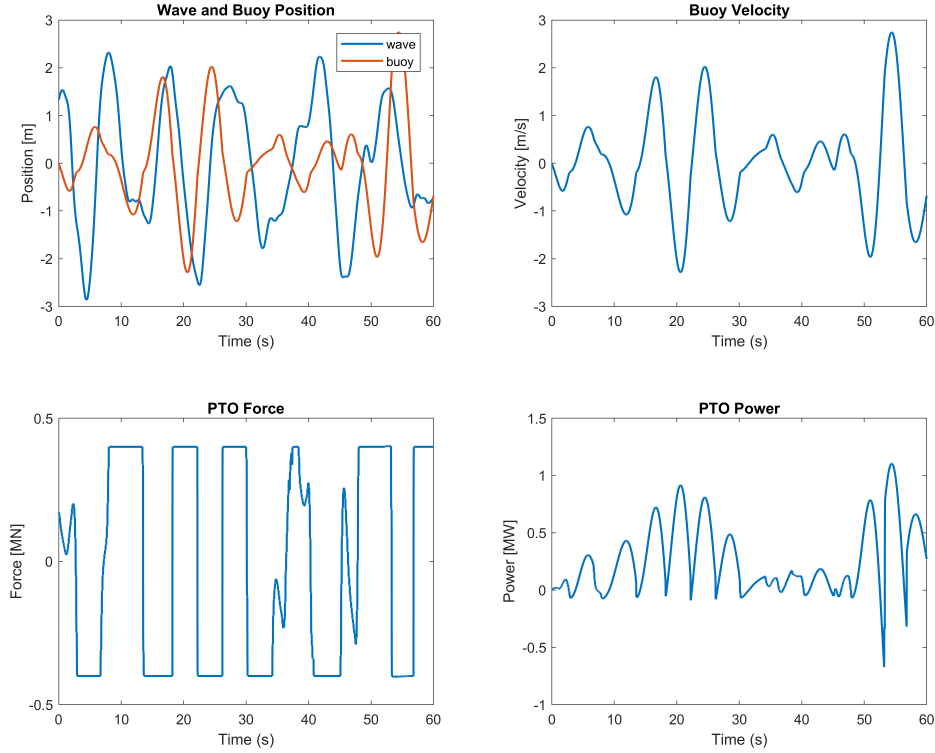 Wave and Buoy Position
3
2
1
0
-1
-2
-3
Position [m]
wave
buoy
0 10 20 30 40 50 60
Time (s)
Buoy Velocity
3
2
1
0
-1
-2
-3
Velocity [m/s]
0 10 20 30 40 50 60
Time (s)
PTO Force
0.5
0
-0.5
Force [MN]
0 10 20 30 40 50 60
Time (s)
PTO Power
1.5
1
0.5
0
-0.5
-1
Power [MW]
0 10 20 30 40 50 60
Time (s)